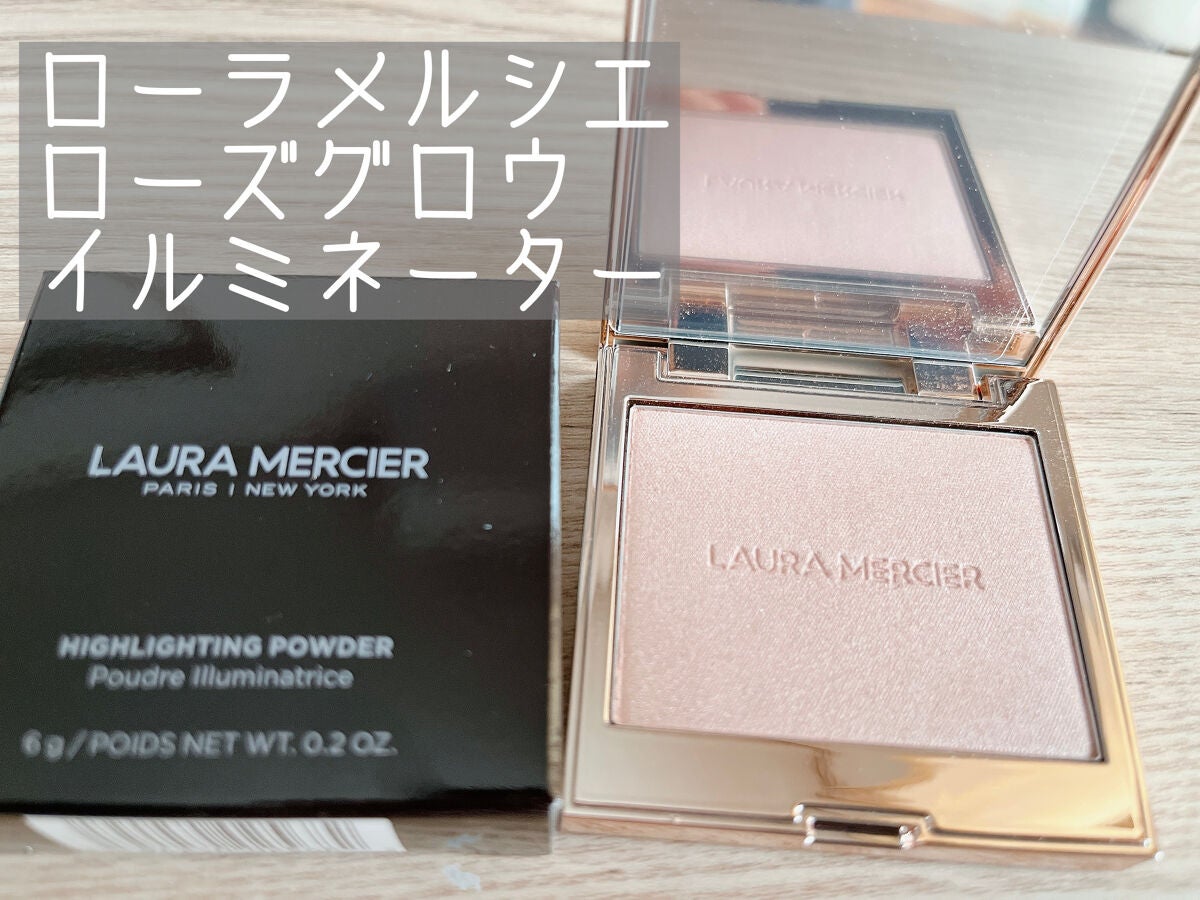 ローラメルシエ
ローズグロウ
イルミネーター
LAURA MERCIER
LAURA MERCIER
PARIS | NEW YORK
LAURA MERCIER
HIGHLIGHTING POWDER
Poudre Illuminatrice
6 g / POIDS NET WT. 0.2 OZ.